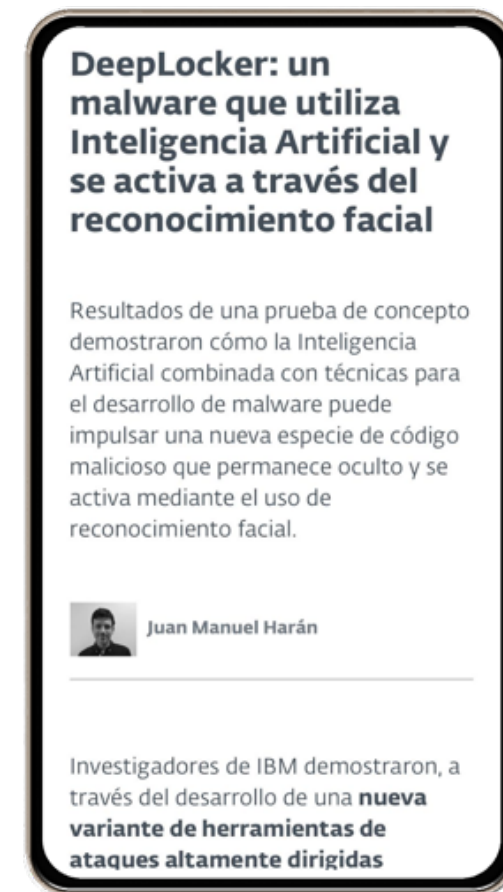 DeepLocker: un
malware que utiliza
Inteligencia Artificial y
se activa a través del
reconocimiento facial
Resultados de una prueba de concepto
demostraron cómo la Inteligencia
Artificial combinada con técnicas para
el desarrollo de malware puede
impulsar una nueva especie de código
malicioso que permanece oculto y se
activa mediante el uso de
reconocimiento facial.
Juan Manuel Harán
Investigadores de IBM demostraron, a
través del desarrollo de una nueva
variante de herramientas de
ataques altamente dirigidas